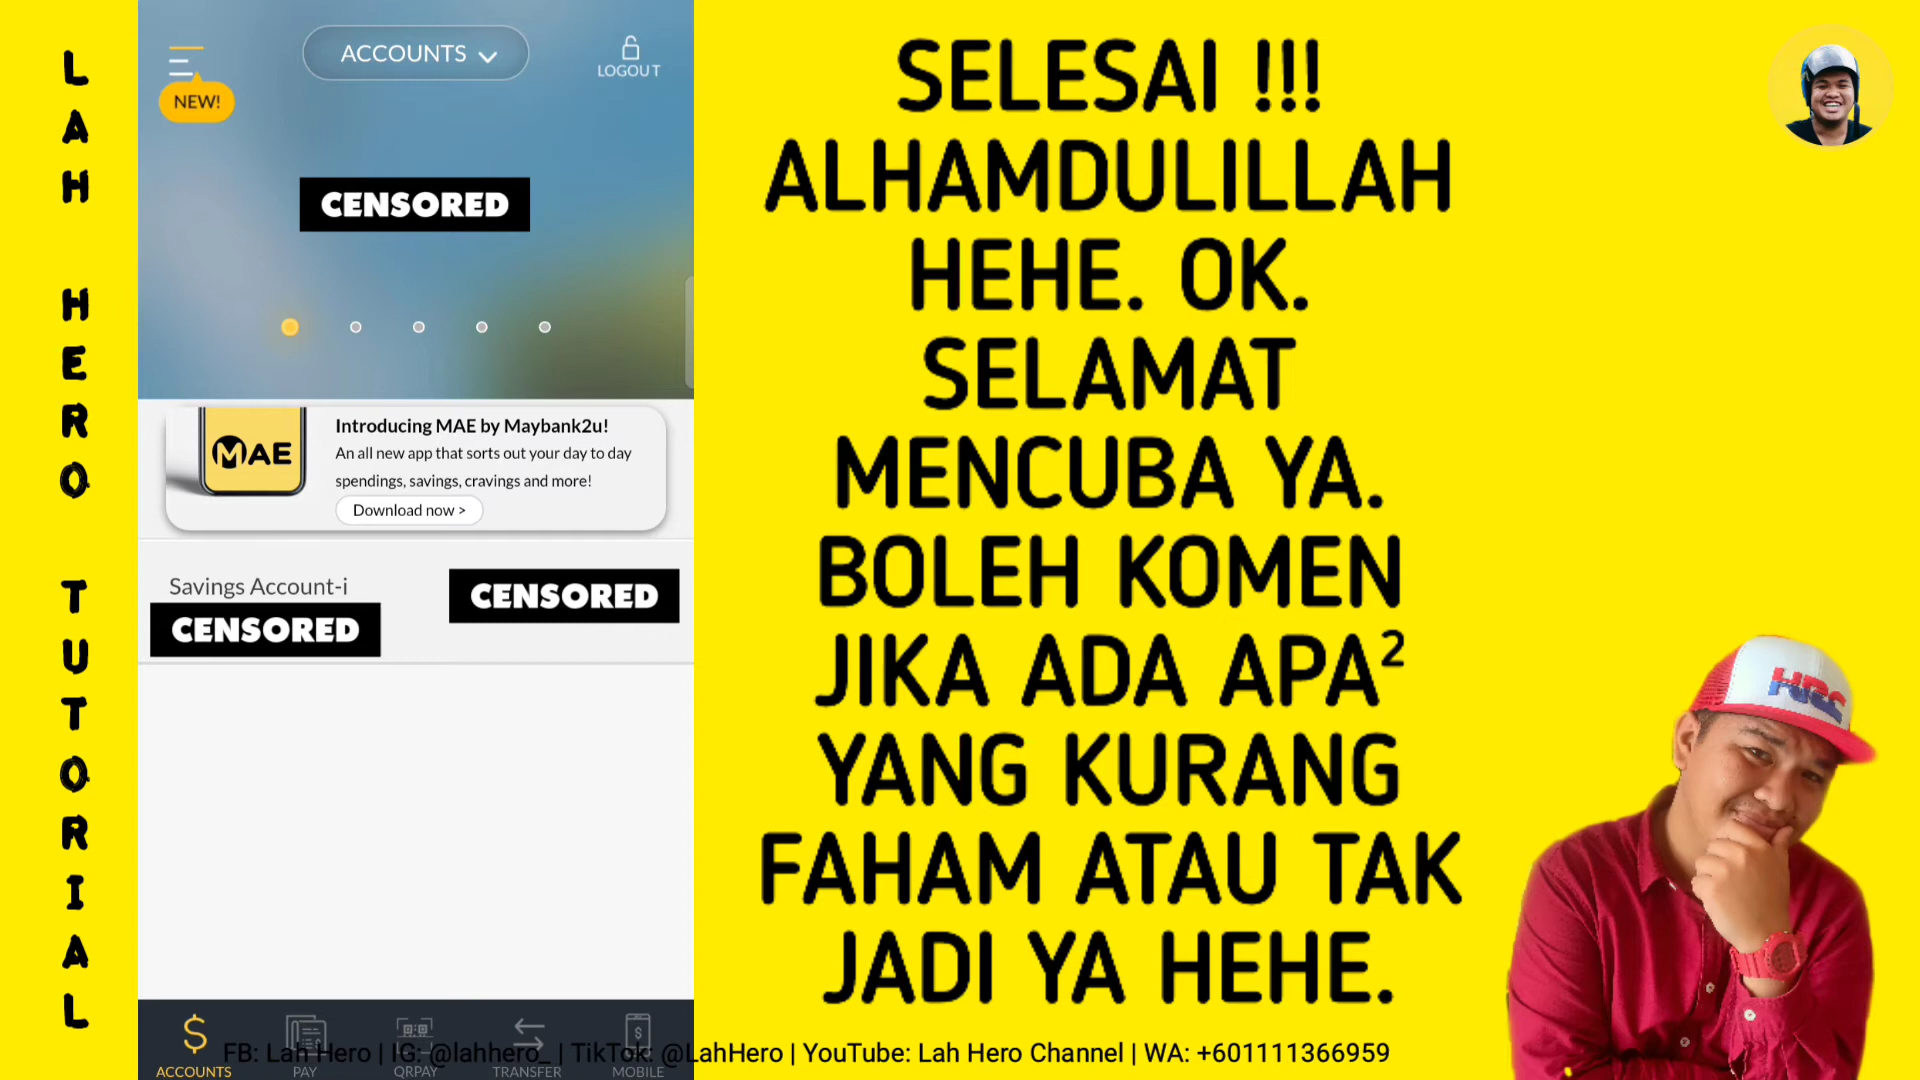 LAH HERO TUTORIAL
ACCOUNTS
LOGOUT
NEW!
CENSORED
MAE
Introducing MAE by Maybank2u!
An all new app that sorts out your day to day
spendings, savings, cravings and more!
Download now >
Savings Account-i
CENSORED
CENSORED
ACCOUNTS
PAY
QRPAY
TRANSFER
MOBILE
SELESAI !!!
ALHAMDULILLAH
HEHE. OK.
SELAMAT
MENCUBA YA.
BOLEH KOMEN
JIKA ADA APA²
YANG KURANG
FAHAM ATAU TAK
JADI YA HEHE.
HRC
FB: Lah Hero | IG: @lahhero_ | TikTok: @LahHero | YouTube: Lah Hero Channel | WA: +601111366959